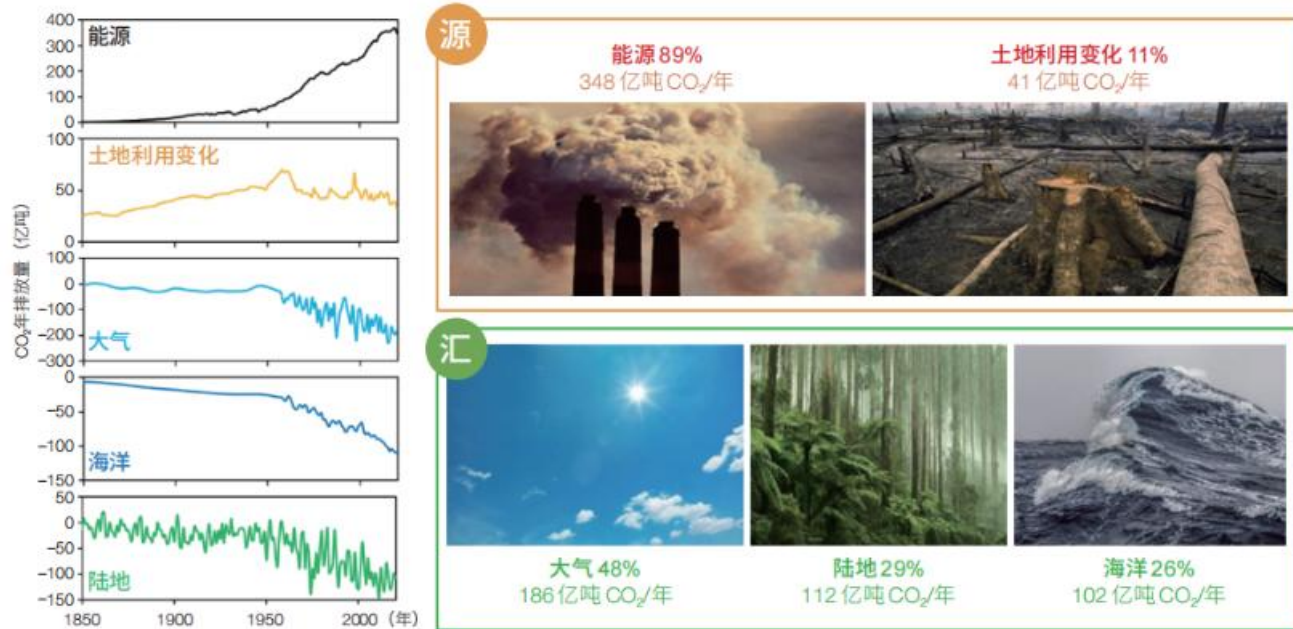 CO₂年排放量（亿吨）
400
能源
300
200
100
0
100
土地利用变化
50
0
100
0
-100
-200
大气
-300
0
-50
-100
海洋
-150
50
0
-50
-100
陆地
-150
1850 1900 1950 2000 (年)
源
能源 89%
348 亿吨 CO₂/年
土地利用变化 11%
41 亿吨 CO₂/年
汇
大气 48%
186 亿吨 CO₂/年
陆地 29%
112 亿吨 CO₂/年
海洋 26%
102 亿吨 CO₂/年